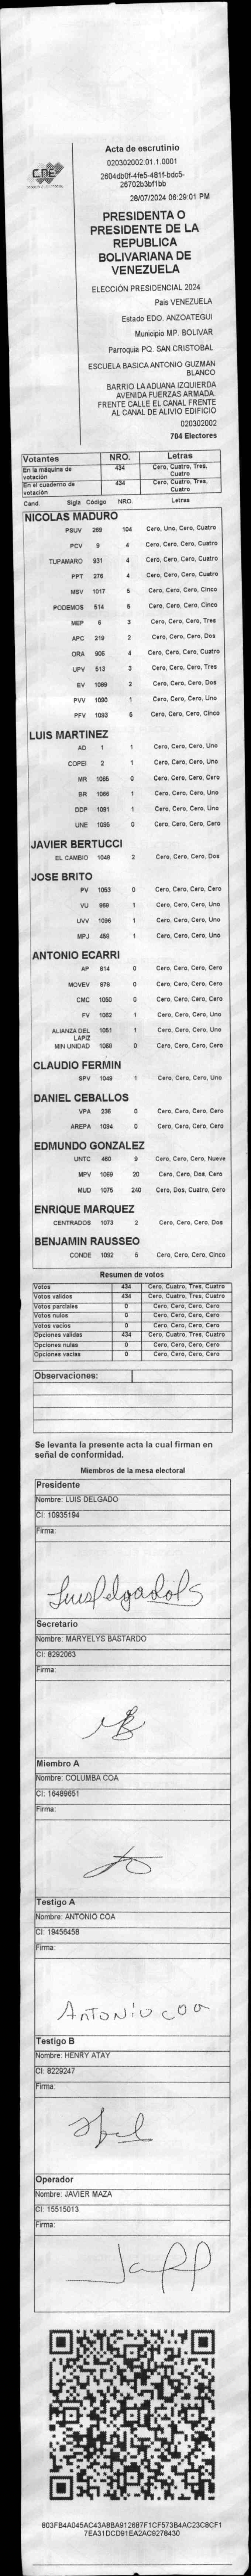 CNE
Acta de escrutinio
020302002.01.1.0001
2604db0f-4fe5-481f-bdc5-
26702b3bf1bb
28/07/2024 06:29:01 PM
PRESIDENTA O
PRESIDENTE DE LA
REPUBLICA
BOLIVARIANA DE
VENEZUELA
ELECCIÓN PRESIDENCIAL 2024
Pais VENEZUELA
Estado EDO. ANZOATEGUI
Municipio MP. BOLIVAR
Parroquia PQ. SAN CRISTOBAL
ESCUELA BASICA ANTONIO GUZMAN
BLANCO
BARRIO LA ADUANA IZQUIERDA
AVENIDA FUERZAS ARMADA.
FRENTE CALLE EL CANAL FRENTE
AL CANAL DE ALIVIO EDIFICIO
020302002
704 Electores
Votantes NRO. Letras
En la máquina de votación 434 Cero, Cuatro, Tres, Cuatro
En el cuaderno de votación 434 Cero, Cuatro, Tres, Cuatro
Cand. Sigla Código NRO. Letras
NICOLAS MADURO
PSUV 269 104 Cero, Uno, Cero, Cuatro
PCV 9 4 Cero, Cero, Cero, Cuatro
TUPAMARO 931 4 Cero, Cero, Cero, Cuatro
PPT 276 4 Cero, Cero, Cero, Cuatro
MSV 1017 5 Cero, Cero, Cero, Cinco
PODEMOS 514 5 Cero, Cero, Cero, Cinco
MEP 6 3 Cero, Cero, Cero, Tres
APC 219 2 Cero, Cero, Cero, Dos
ORA 906 4 Cero, Cero, Cero, Cuatro
UPV 513 3 Cero, Cero, Cero, Tres
EV 1089 2 Cero, Cero, Cero, Dos
PVV 1090 1 Cero, Cero, Cero, Uno
PFV 1093 5 Cero, Cero, Cero, Cinco
LUIS MARTINEZ
AD 1 1 Cero, Cero, Cero, Uno
COPEI 2 1 Cero, Cero, Cero, Uno
MR 1065 0 Cero, Cero, Cero, Cero
BR 1066 1 Cero, Cero, Cero, Uno
DDP 1091 1 Cero, Cero, Cero, Uno
UNE 1095 0 Cero, Cero, Cero, Cero
JAVIER BERTUCCI
EL CAMBIO 1048 2 Cero, Cero, Cero, Dos
JOSE BRITO
PV 1053 0 Cero, Cero, Cero, Cero
VU 968 1 Cero, Cero, Cero, Uno
UVV 1096 1 Cero, Cero, Cero, Uno
MPJ 458 1 Cero, Cero, Cero, Uno
ANTONIO ECARRI
AP 814 0 Cero, Cero, Cero, Cero
MOVEV 979 0 Cero, Cero, Cero, Cero
CMC 1050 0 Cero, Cero, Cero, Cero
FV 1062 1 Cero, Cero, Cero, Uno
ALIANZA DEL LAPIZ 1051 1 Cero, Cero, Cero, Uno
MIN UNIDAD 1069 0 Cero, Cero, Cero, Cero
CLAUDIO FERMIN
SPV 1049 1 Cero, Cero, Cero, Uno
DANIEL CEBALLOS
VPA 236 0 Cero, Cero, Cero, Cero
AREPA 1094 0 Cero, Cero, Cero, Cero
EDMUNDO GONZALEZ
UNTC 460 9 Cero, Cero, Cero, Nueve
MPV 1069 20 Cero, Cero, Dos, Cero
MUD 1075 240 Cero, Dos, Cuatro, Cero
ENRIQUE MARQUEZ
CENTRADOS 1073 2 Cero, Cero, Cero, Dos
BENJAMIN RAUSSEO
CONDE 1092 5 Cero, Cero, Cero, Cinco
Resumen de votos
Votos 434 Cero, Cuatro, Tres, Cuatro
Votos validos 434 Cero, Cuatro, Tres, Cuatro
Votos parciales 0 Cero, Cero, Cero, Cero
Votos nulos 0 Cero, Cero, Cero, Cero
Votos vacios 0 Cero, Cero, Cero, Cero
Opciones validas 434 Cero, Cuatro, Tres, Cuatro
Opciones nulas 0 Cero, Cero, Cero, Cero
Opciones vacias 0 Cero, Cero, Cero, Cero
Observaciones:
Se levanta la presente acta la cual firman en
señal de conformidad.
Miembros de la mesa electoral
Presidente
Nombre: LUIS DELGADO
CI: 10935194
Firma:
Secretario
Nombre: MARYELYS BASTARDO
CI: 8292063
Firma:
Miembro A
Nombre: COLUMBA COA
CI: 16489651
Firma:
Testigo A
Nombre: ANTONIO COA
CI: 19456458
Firma:
Antonio coa
Testigo B
Nombre: HENRY ATAY
CI: 8229247
Firma:
Operador
Nombre: JAVIER MAZA
CI: 15515013
Firma:
803FB4A045AC43A8BA912687F1CF573B4AC23C8CF1
7EA31DCD91EA2AC9278430